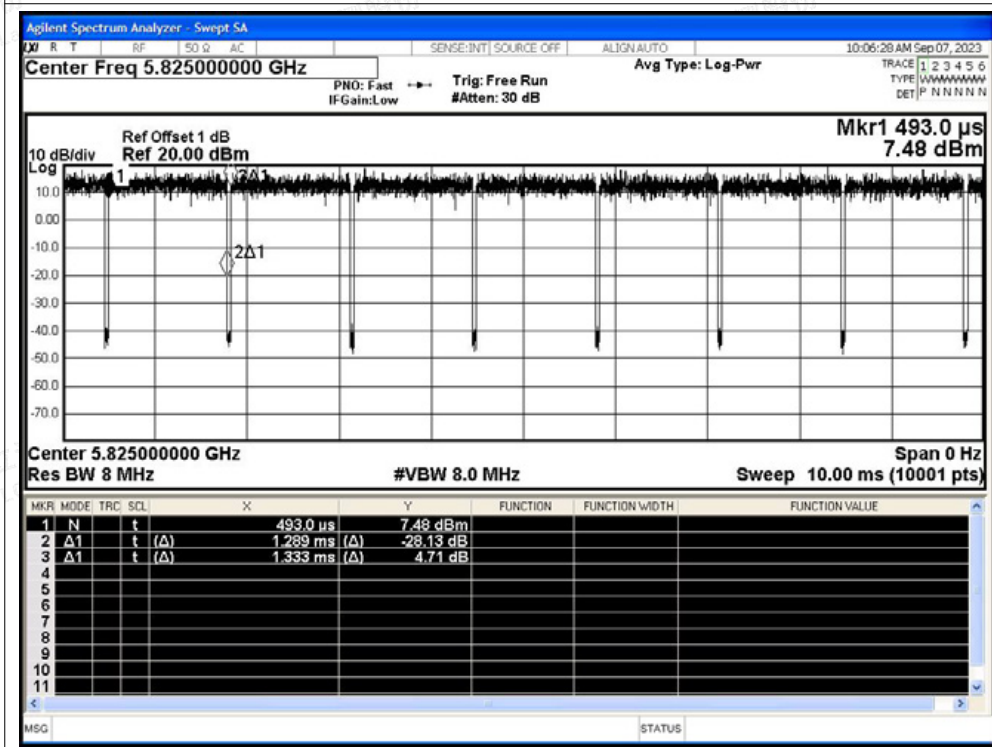 Agilent Spectrum Analyzer - Swept SA
R T RF 50 Ω AC SENSE:INT SOURCE OFF ALIGN AUTO 10:06:28 AM Sep 07, 2023
Center Freq 5.825000000 GHz Avg Type: Log-Pwr TRACE 1 2 3 4 5 6
PNO: Fast Trig: Free Run TYPE WWWWWW
IFGain:Low #Atten: 30 dB DET P N N N N N
Mkr1 493.0 µs
Ref Offset 1 dB
10 dB/div Ref 20.00 dBm 7.48 dBm
Log
1 3Δ1
10.0
0.00
2Δ1
-10.0
-20.0
-30.0
-40.0
-50.0
-60.0
-70.0
Center 5.825000000 GHz Span 0 Hz
Res BW 8 MHz #VBW 8.0 MHz Sweep 10.00 ms (10001 pts)
MKR MODE TRC SCL X Y FUNCTION FUNCTION WIDTH FUNCTION VALUE
1 N t 493.0 µs 7.48 dBm
2 Δ1 t (Δ) 1.289 ms (Δ) -28.13 dB
3 Δ1 t (Δ) 1.333 ms (Δ) 4.71 dB
4
5
6
7
8
9
10
11
MSG STATUS